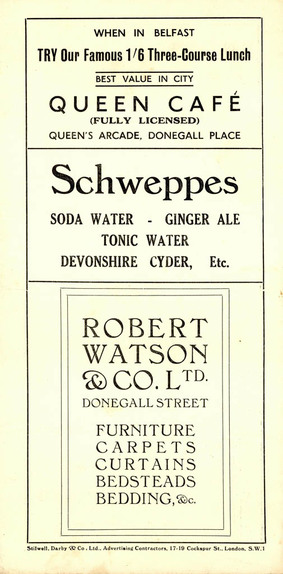 WHEN IN BELFAST
TRY Our Famous 1/6 Three-Course Lunch
BEST VALUE IN CITY
QUEEN CAFÉ
(FULLY LICENSED)
QUEEN'S ARCADE, DONEGALL PLACE
Schweppes
SODA WATER - GINGER ALE
TONIC WATER
DEVONSHIRE CYDER, Etc.
ROBERT
WATSON
& CO. LTD.
DONEGALL STREET
FURNITURE
CARPETS
CURTAINS
BEDSTEADS
BEDDING, &c.
Stilwell, Darby & Co. Ltd., Advertising Contractors, 17-19 Cockspur St., London, S.W.1